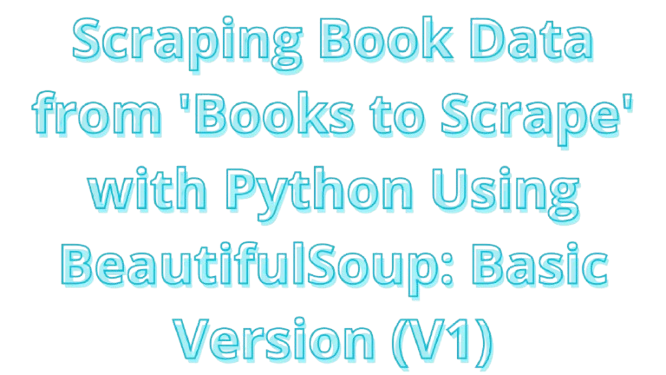 Scraping Book Data
from 'Books to Scrape'
with Python Using
BeautifulSoup: Basic
Version (V1)